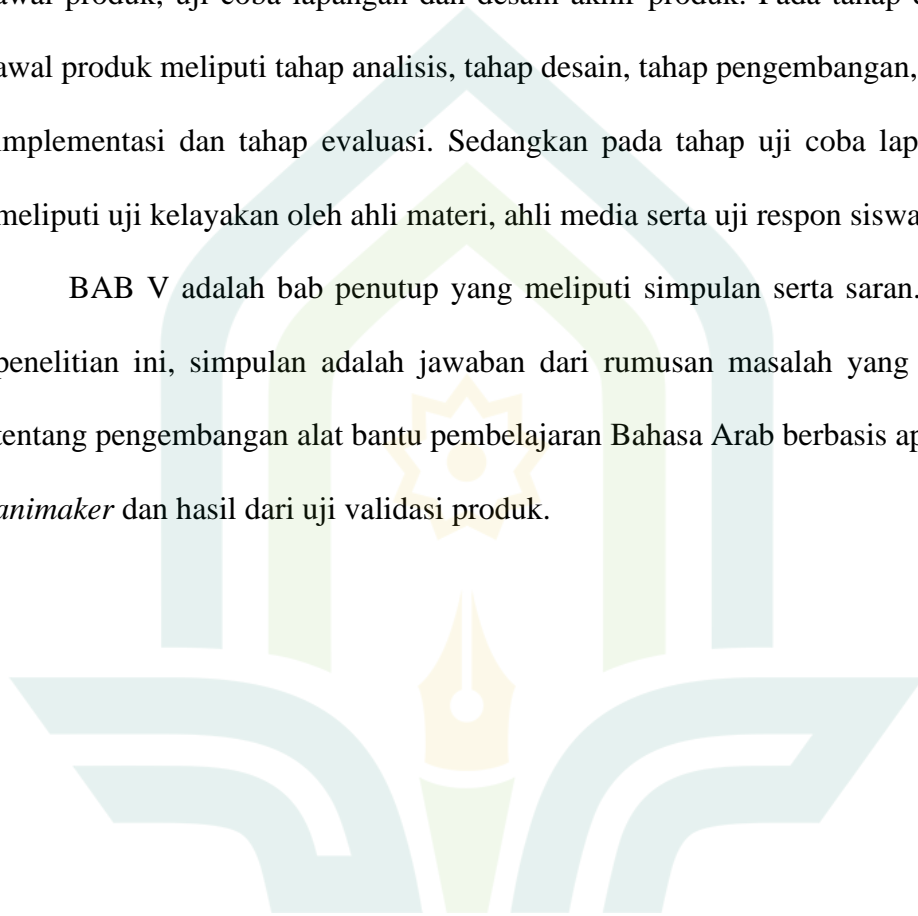 awal produk, uji coba lapangan dan desain akhir produk. Pada tahap
awal produk meliputi tahap analisis, tahap desain, tahap pengembangan,
implementasi dan tahap evaluasi. Sedangkan pada tahap uji coba lap
meliputi uji kelayakan oleh ahli materi, ahli media serta uji respon siswa
BAB V adalah bab penutup yang meliputi simpulan serta saran.
penelitian ini, simpulan adalah jawaban dari rumusan masalah yang
tentang pengembangan alat bantu pembelajaran Bahasa Arab berbasis ap
animaker dan hasil dari uji validasi produk.